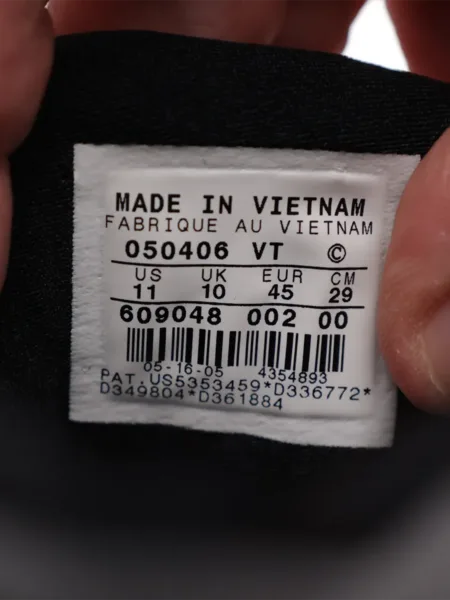 MADE IN VIETNAM
FABRIQUE AU VIETNAM
050406 VT ©
US UK EUR CM
11 10 45 29
609048 002 00
05-16-05 4354893
PAT. US5353459*D336772*
D349804*D361884